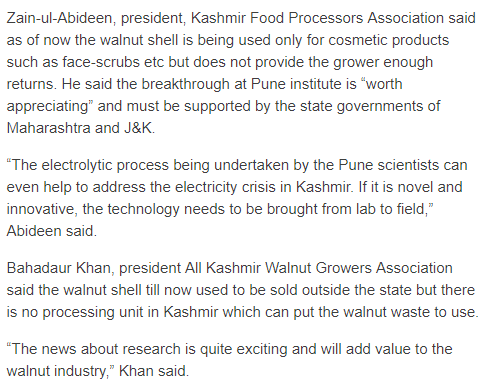 Zain-ul-Abideen, president, Kashmir Food Processors Association said
as of now the walnut shell is being used only for cosmetic products
such as face-scrubs etc but does not provide the grower enough
returns. He said the breakthrough at Pune institute is “worth
appreciating” and must be supported by the state governments of
Maharashtra and J&K.
“The electrolytic process being undertaken by the Pune scientists can
even help to address the electricity crisis in Kashmir. If it is novel and
innovative, the technology needs to be brought from lab to field,”
Abideen said.
Bahadaur Khan, president All Kashmir Walnut Growers Association
said the walnut shell till now used to be sold outside the state but there
is no processing unit in Kashmir which can put the walnut waste to use.
“The news about research is quite exciting and will add value to the
walnut industry,” Khan said.